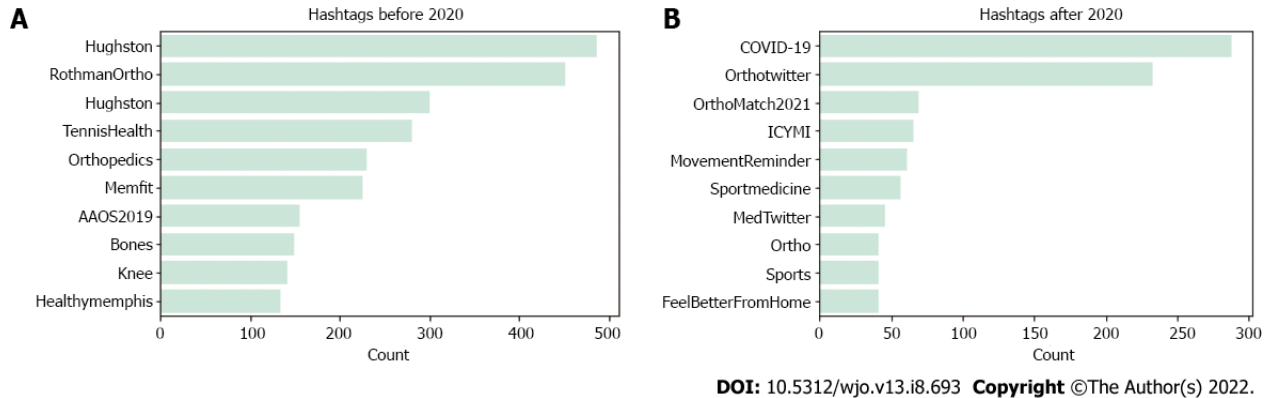 A
Hashtags before 2020
Hughston
RothmanOrtho
Hughston
TennisHealth
Orthopedics
Memfit
AAOS2019
Bones
Knee
Healthymemphis
0 100 200 300 400 500
Count
B
Hashtags after 2020
COVID-19
Orthotwitter
OrthoMatch2021
ICYMI
MovementReminder
Sportmedicine
MedTwitter
Ortho
Sports
FeelBetterFromHome
0 50 100 150 200 250 300
Count
DOI: 10.5312/wjo.v13.i8.693 Copyright ©The Author(s) 2022.